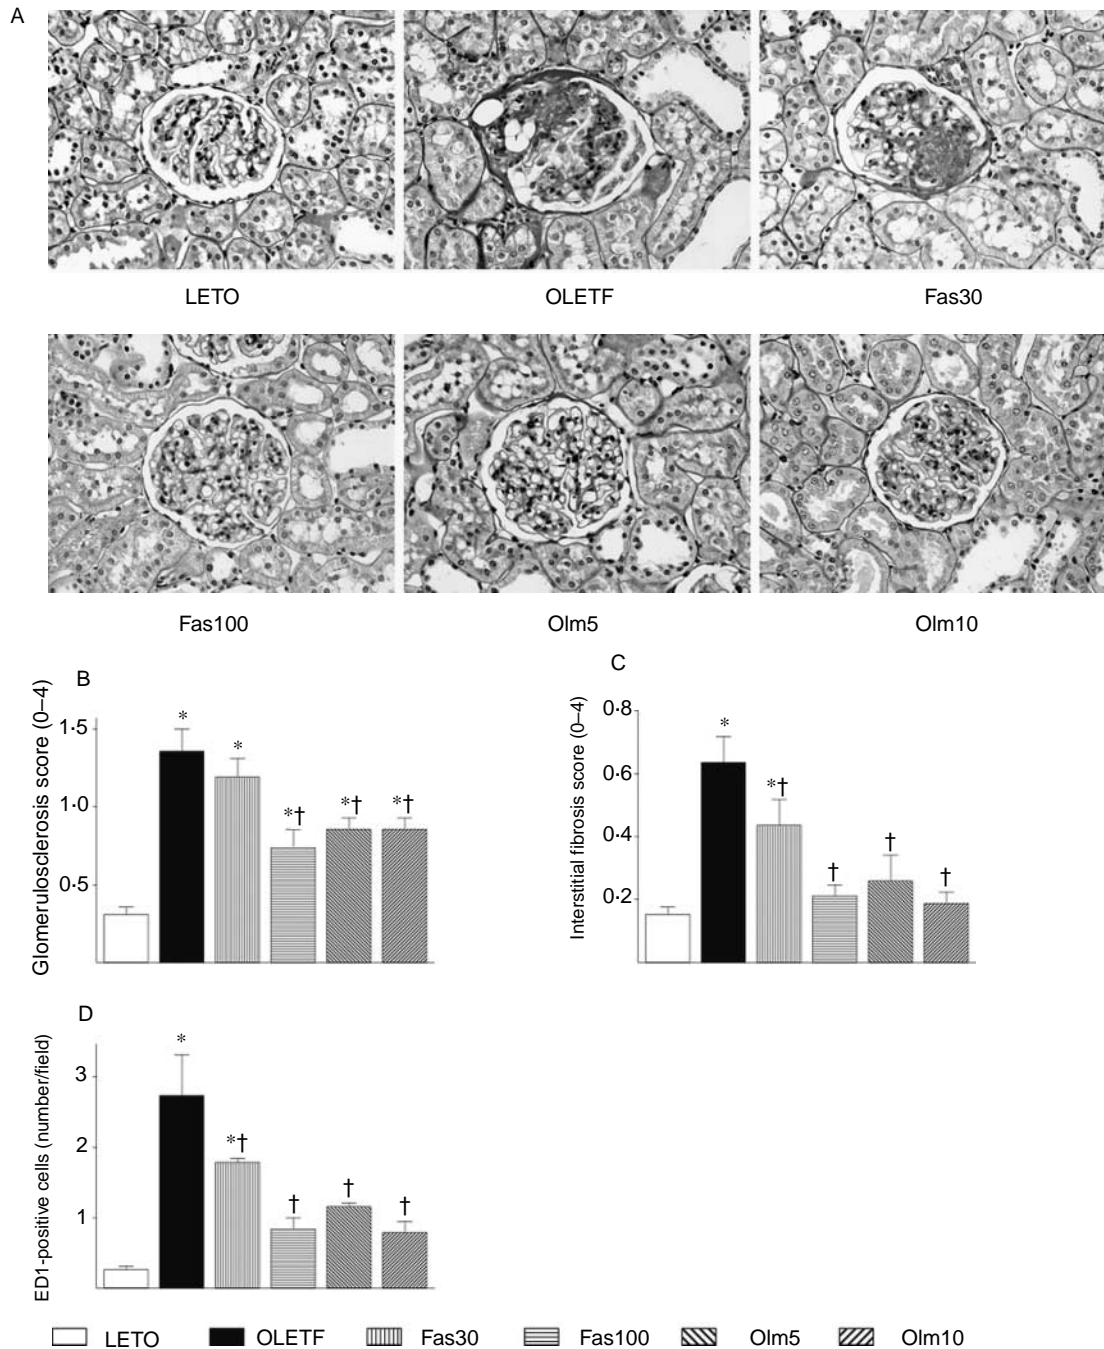 A
LETO
OLETF
Fas30
Fas100
Olm5
Olm10
B
Glomerulosclerosis score (0–4)
1·5
1·0
0·5
*
*
*†
*†
*†
C
Interstitial fibrosis score (0–4)
0·8
0·6
0·4
0·2
*
*†
†
†
†
D
ED1-positive cells (number/field)
3
2
1
*
*†
†
†
†
LETO OLETF Fas30 Fas100 Olm5 Olm10